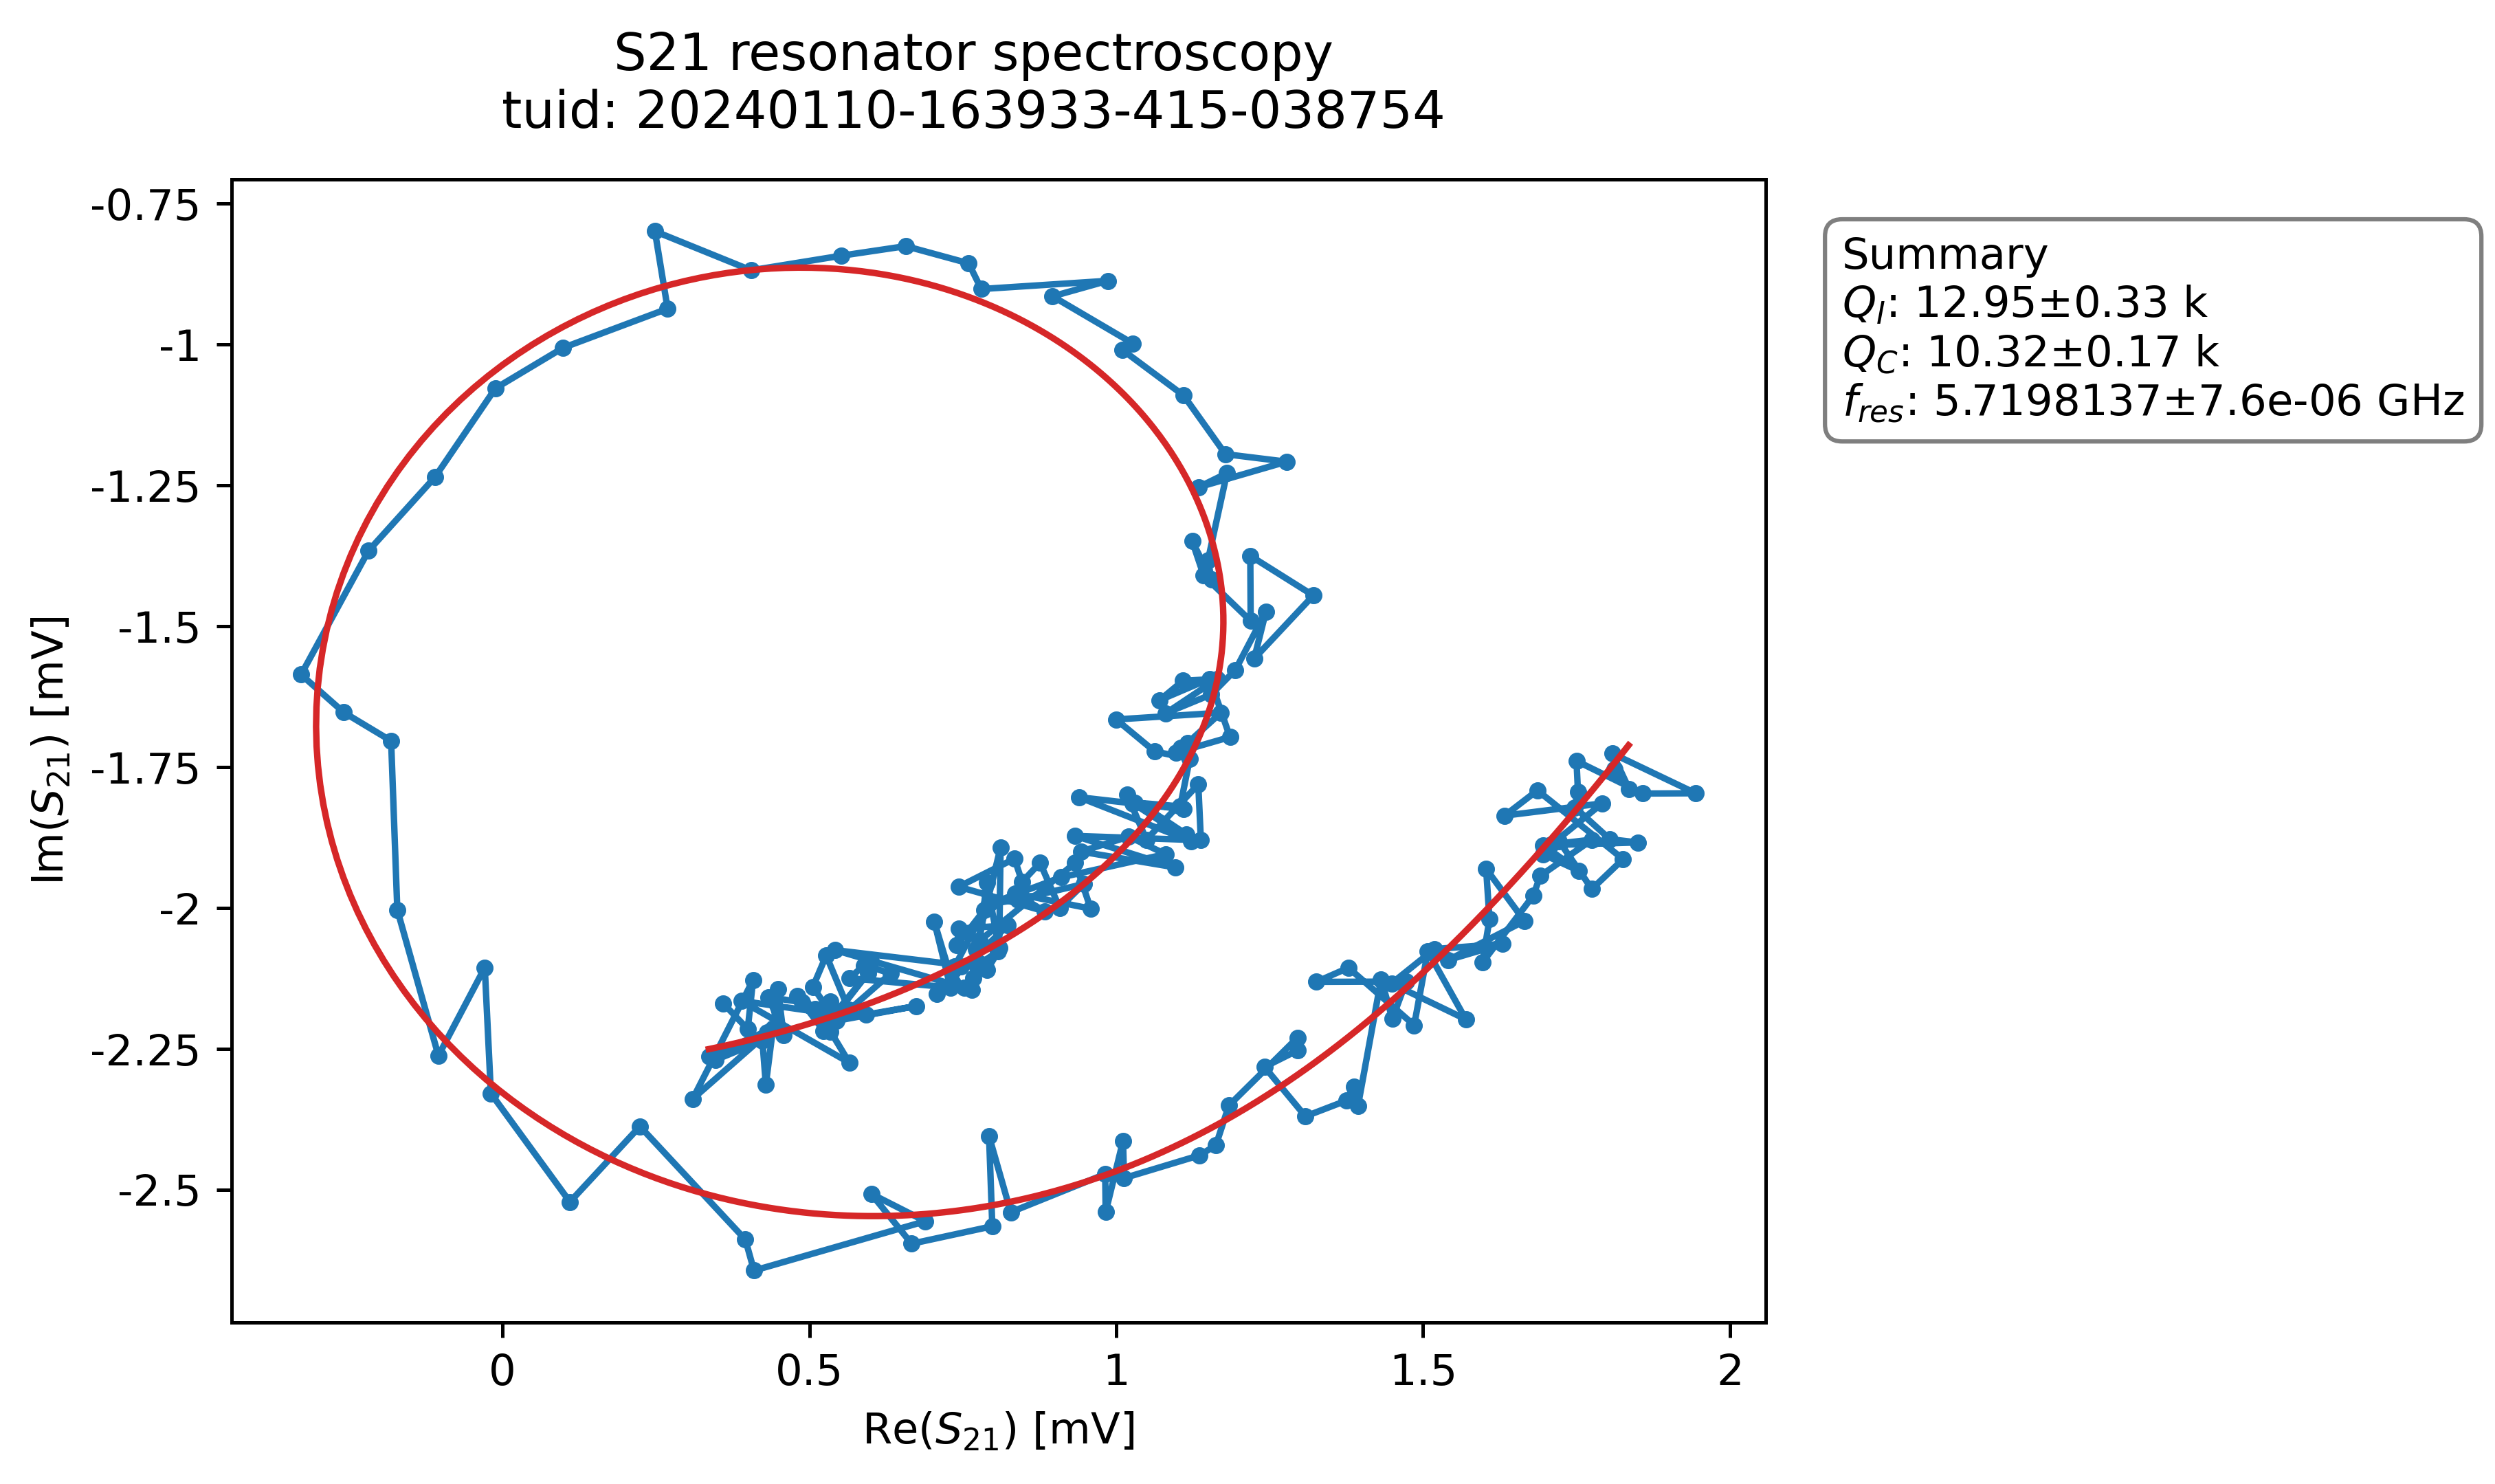 S21 resonator spectroscopy
tuid: 20240110-163933-415-038754
-0.75
-1
-1.25
-1.5
-1.75
-2
-2.25
-2.5
Im(S21) [mV]
0 0.5 1 1.5 2
Re(S21) [mV]
Summary
QI: 12.95±0.33 k
QC: 10.32±0.17 k
fres: 5.7198137±7.6e-06 GHz